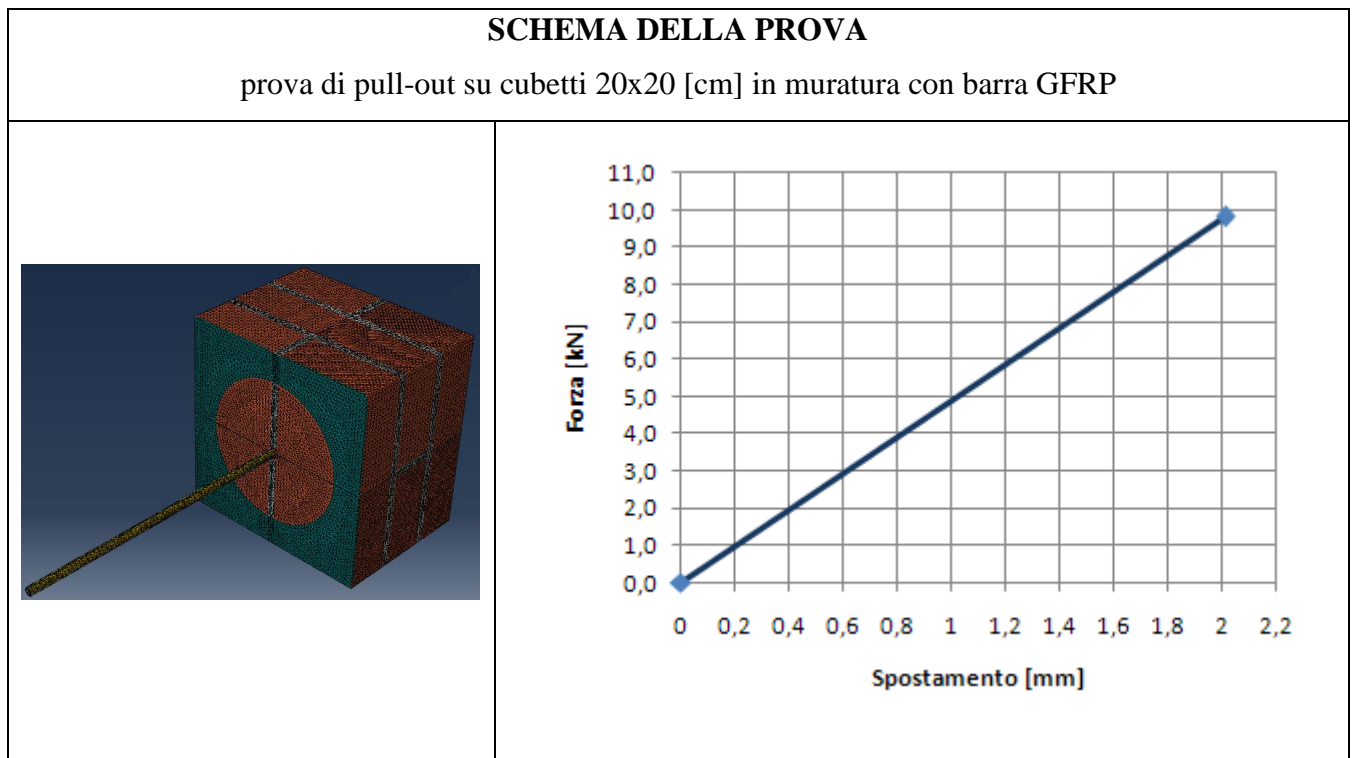 SCHEMA DELLA PROVA
prova di pull-out su cubetti 20x20 [cm] in muratura con barra GFRP
11,0
10,0
9,0
8,0
7,0
6,0
5,0
4,0
3,0
2,0
1,0
0,0
Forza [kN]
0 0,2 0,4 0,6 0,8 1 1,2 1,4 1,6 1,8 2 2,2
Spostamento [mm]